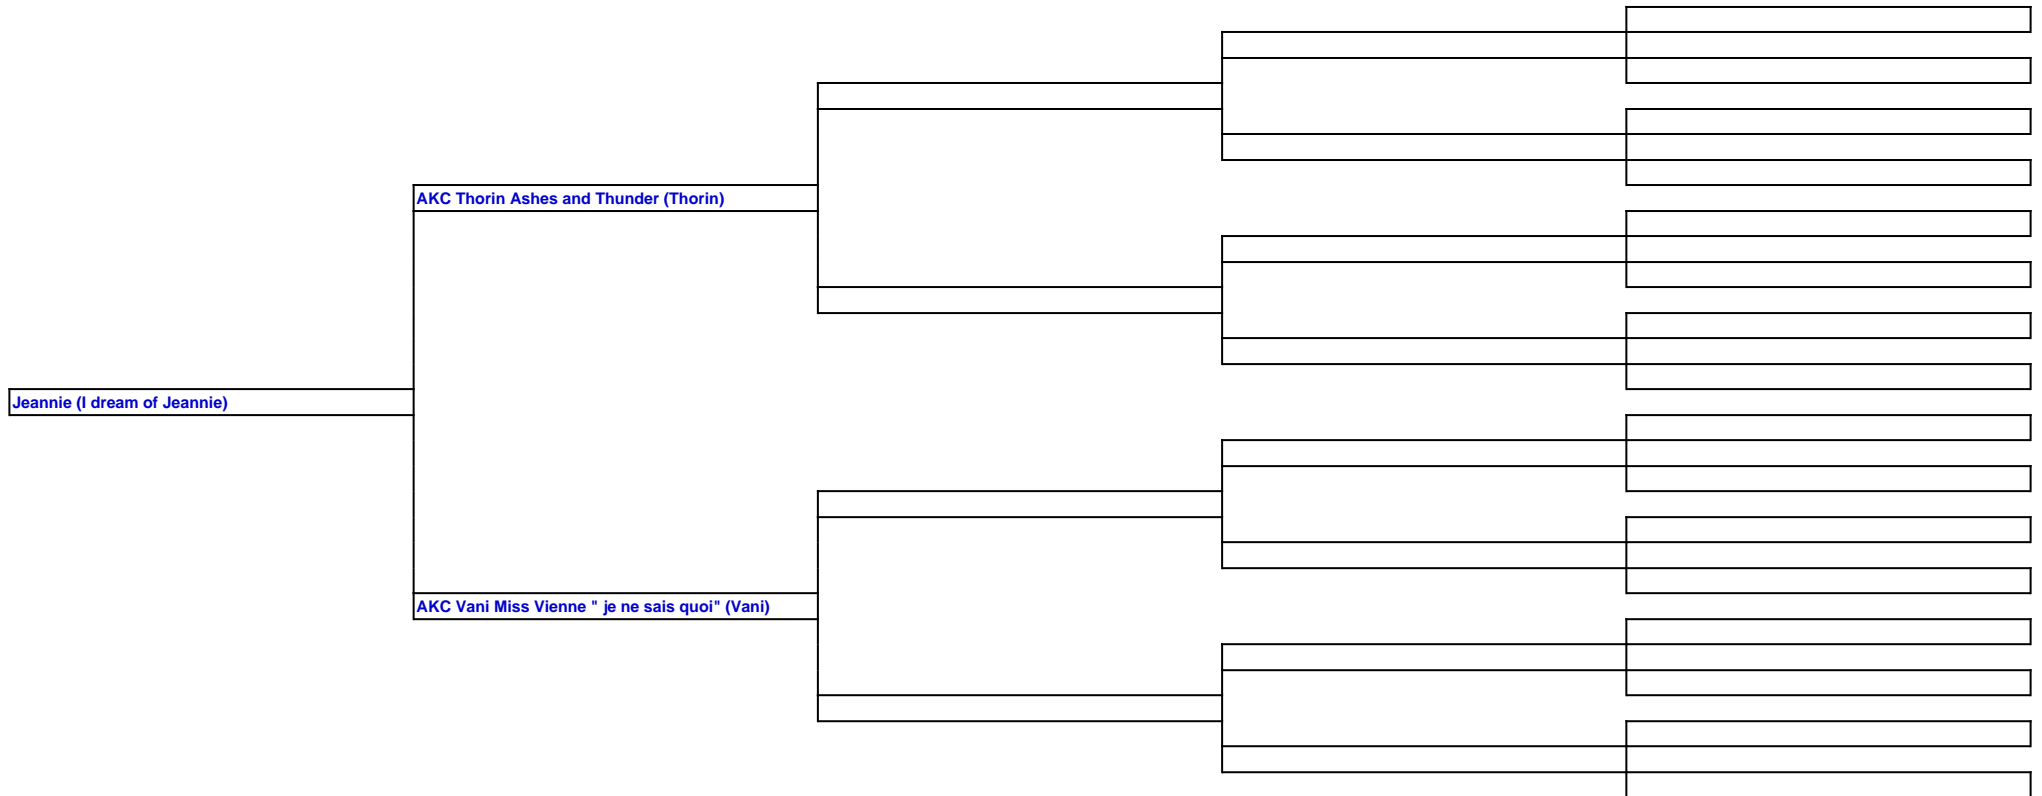 AKC Thorin Ashes and Thunder (Thorin)
Jeannie (I dream of Jeannie)
AKC Vani Miss Vienne " je ne sais quoi" (Vani)